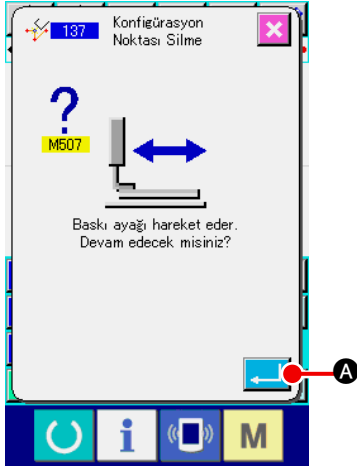 137
Konfigürasyon
Noktası Silme
?
M507
Baskı ayağı hareket eder.
Devam edecek misiniz?
A
i
M